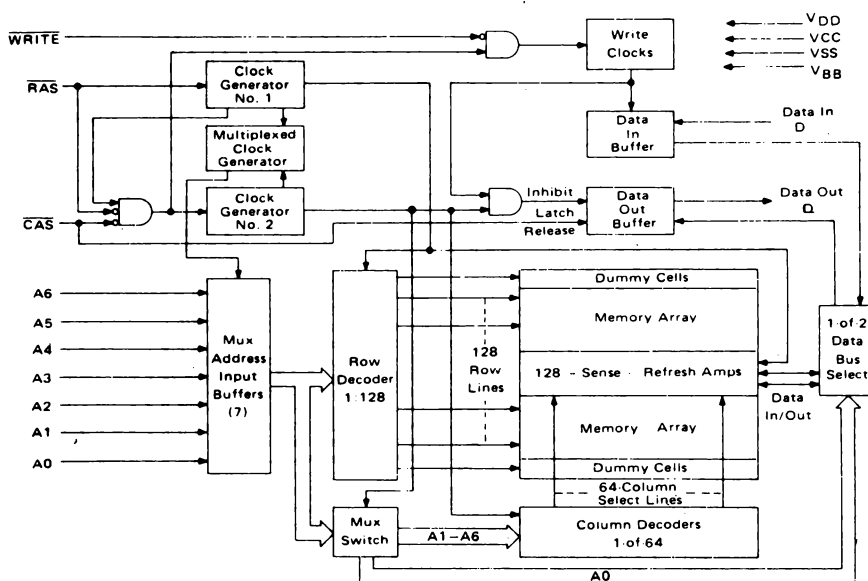 WRITE
RAS
CAS
Clock
Generator
No. 1
Multiplexed
Clock
Generator
Clock
Generator
No. 2
Write
Clocks
VDD
VCC
VSS
VBB
Data
In
Buffer
Data In
D
Inhibit
Latch
Release
Data
Out
Buffer
Data Out
Q
A6
A5
A4
A3
A2
A1
A0
Mux
Address
Input
Buffers
(7)
Row
Decoder
1:128
128
Row
Lines
Dummy Cells
Memory Array
128 - Sense - Refresh Amps
Memory Array
Dummy Cells
1 of 2
Data
Bus
Select
Data
In/Out
64-Column
Select Lines
Mux
Switch
A1-A6
Column Decoders
1 of 64
A0